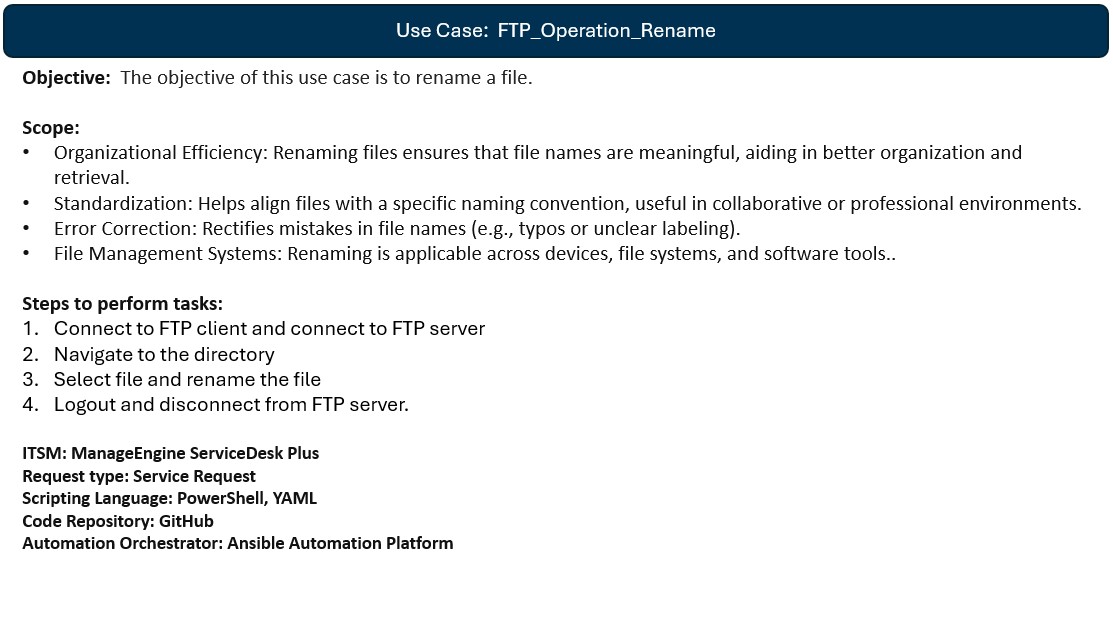 Use Case:  FTP_Operation_Rename
Objective:  The objective of this use case is to rename a file.
Scope:
• Organizational Efficiency: Renaming files ensures that file names are meaningful, aiding in better organization and
retrieval.
• Standardization: Helps align files with a specific naming convention, useful in collaborative or professional environments.
• Error Correction: Rectifies mistakes in file names (e.g., typos or unclear labeling).
• File Management Systems: Renaming is applicable across devices, file systems, and software tools..
Steps to perform tasks:
1. Connect to FTP client and connect to FTP server
2. Navigate to the directory
3. Select file and rename the file
4. Logout and disconnect from FTP server.
ITSM: ManageEngine ServiceDesk Plus
Request type: Service Request
Scripting Language: PowerShell, YAML
Code Repository: GitHub
Automation Orchestrator: Ansible Automation Platform